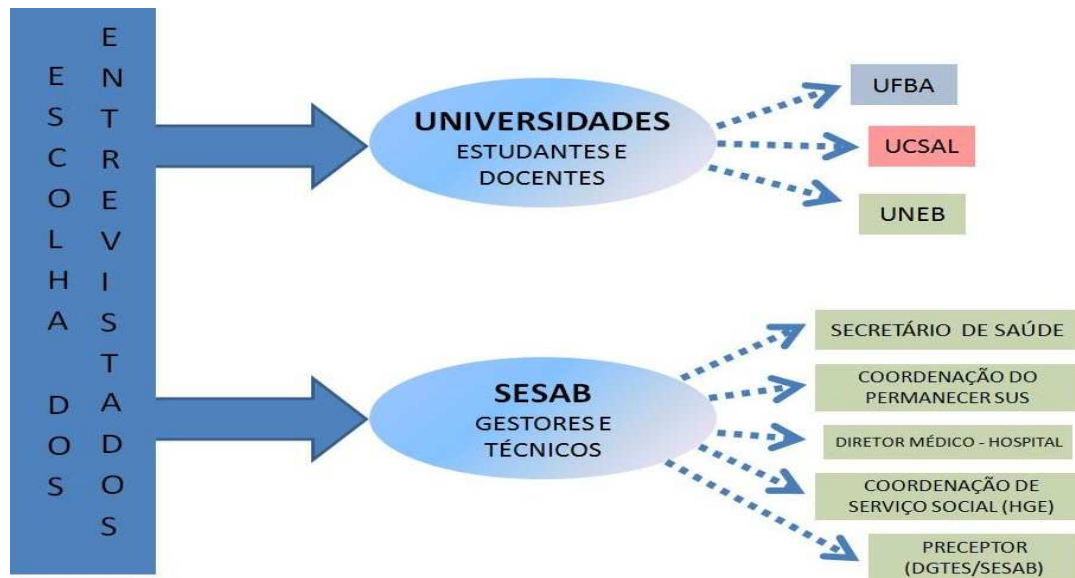 ESCOLHA DOS
ENTREVISTADOS
UNIVERSIDADES
ESTUDANTES E
DOCENTES
UFBA
UCSAL
UNEB
SESAB
GESTORES E
TÉCNICOS
SECRETÁRIO DE SAÚDE
COORDENAÇÃO DO
PERMANECER SUS
DIRETOR MÉDICO - HOSPITAL
COORDENAÇÃO DE
SERVIÇO SOCIAL (HGE)
PRECEPTOR
(DGTES/SESAB)